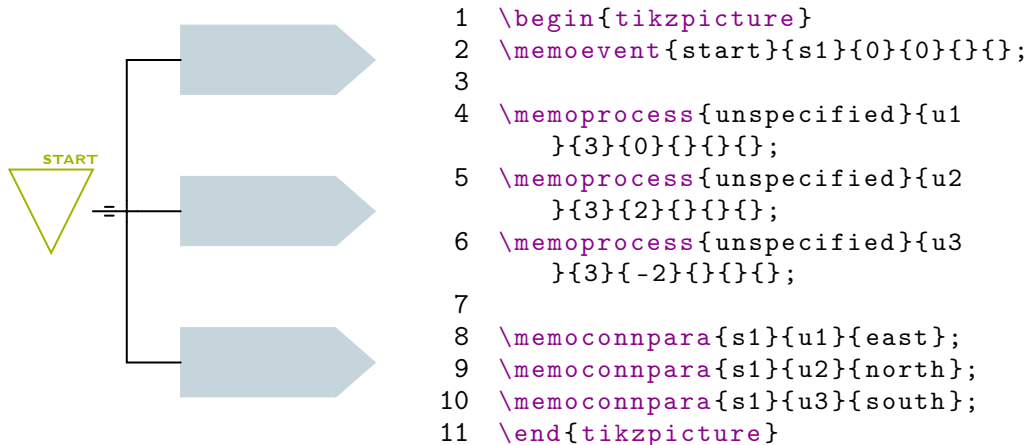 START
1 \begin{tikzpicture}
2 \memoevent{start}{s1}{0}{0}{}{};
3
4 \memoprocess{unspecified}{u1
}{3}{0}{}{}{};
5 \memoprocess{unspecified}{u2
}{3}{2}{}{}{};
6 \memoprocess{unspecified}{u3
}{3}{-2}{}{}{};
7
8 \memoconnpara{s1}{u1}{east};
9 \memoconnpara{s1}{u2}{north};
10 \memoconnpara{s1}{u3}{south};
11 \end{tikzpicture}